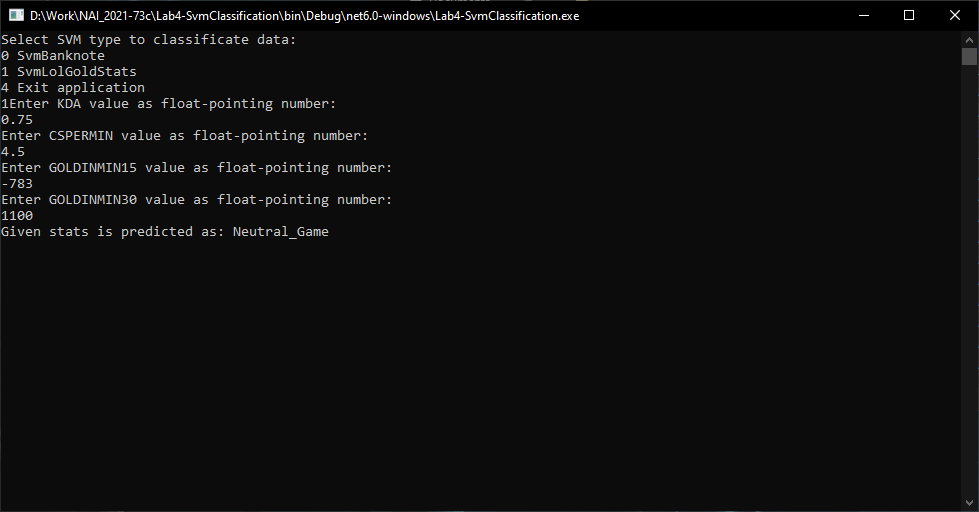 D:\Work\NAI_2021-73c\Lab4-SvmClassification\bin\Debug\net6.0-windows\Lab4-SvmClassification.exe
Select SVM type to classificate data:
0 SvmBanknote
1 SvmLolGoldStats
4 Exit application
1Enter KDA value as float-pointing number:
0.75
Enter CSPERMIN value as float-pointing number:
4.5
Enter GOLDINMIN15 value as float-pointing number:
-783
Enter GOLDINMIN30 value as float-pointing number:
1100
Given stats is predicted as: Neutral_Game